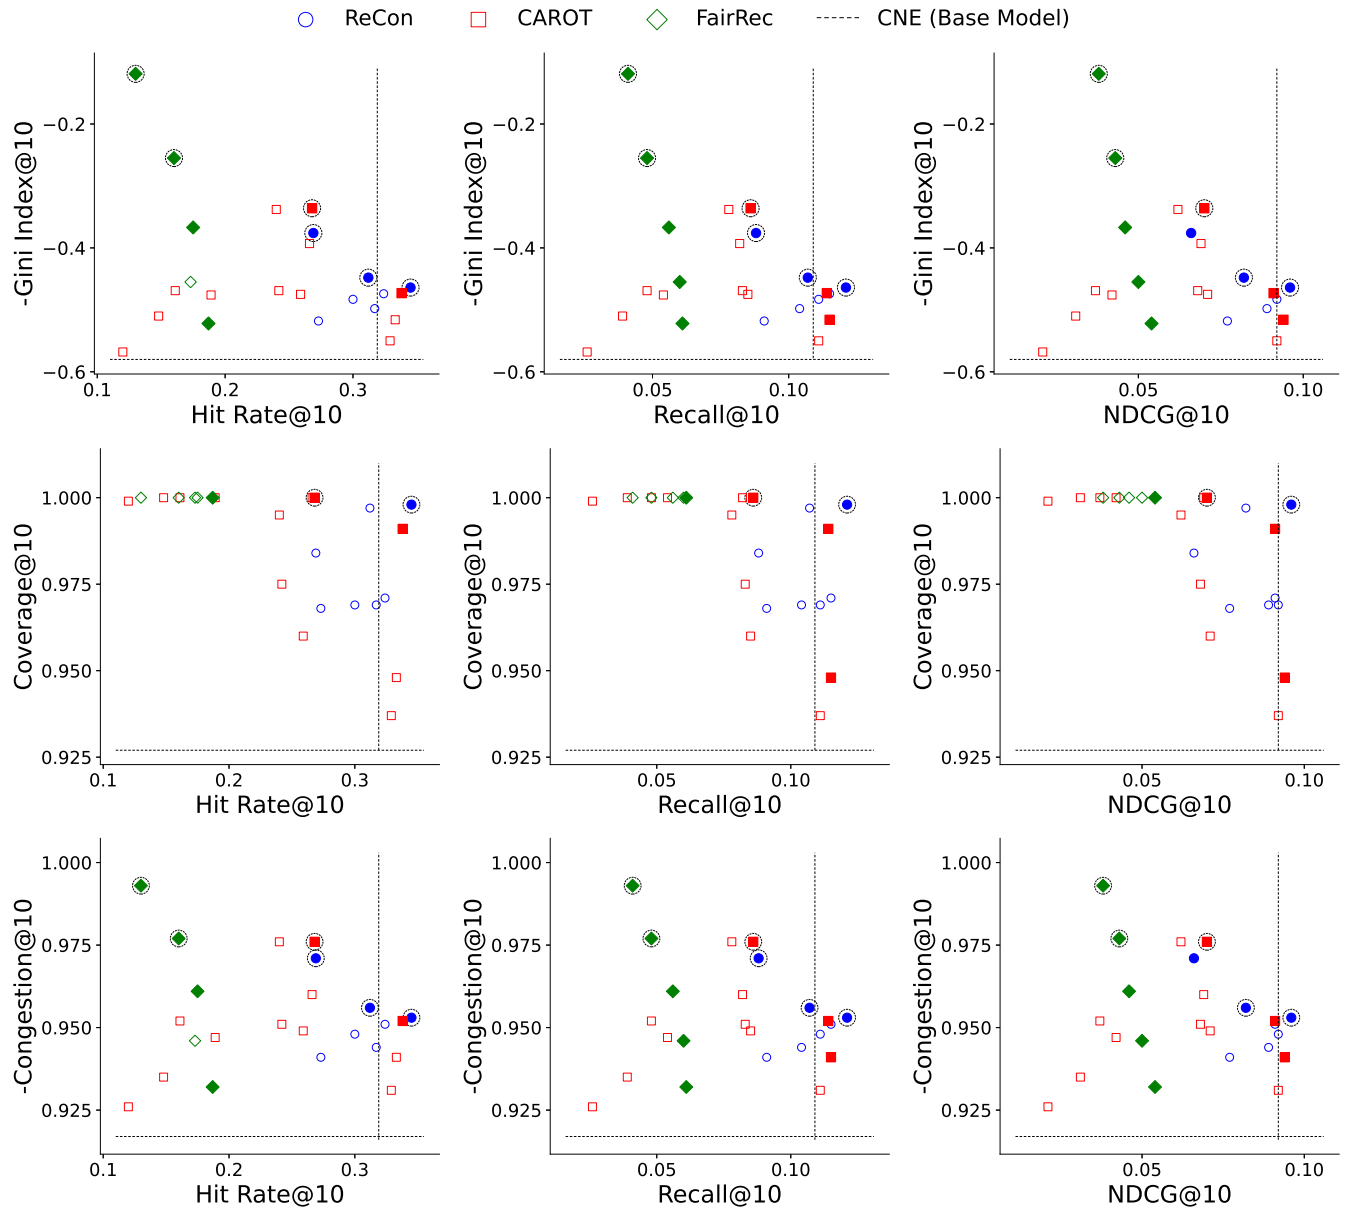 ReCon CAROT FairRec CNE (Base Model)
-Gini Index@10 -Gini Index@10 -Gini Index@10
−0.2 −0.2 −0.2
−0.4 −0.4 −0.4
−0.6 −0.6 −0.6
0.1 0.2 0.3 0.05 0.10 0.05 0.10
Hit Rate@10 Recall@10 NDCG@10
Coverage@10 Coverage@10 Coverage@10
1.000 1.000 1.000
0.975 0.975 0.975
0.950 0.950 0.950
0.925 0.925 0.925
0.1 0.2 0.3 0.05 0.10 0.05 0.10
Hit Rate@10 Recall@10 NDCG@10
-Congestion@10 -Congestion@10 -Congestion@10
1.000 1.000 1.000
0.975 0.975 0.975
0.950 0.950 0.950
0.925 0.925 0.925
0.1 0.2 0.3 0.05 0.10 0.05 0.10
Hit Rate@10 Recall@10 NDCG@10